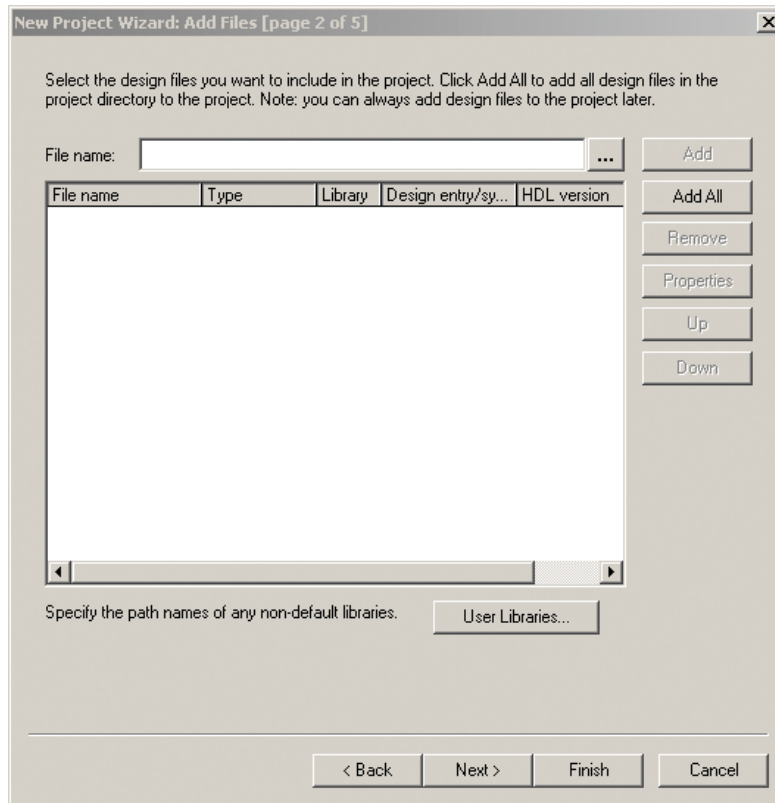 New Project Wizard: Add Files [page 2 of 5]
Select the design files you want to include in the project. Click Add All to add all design files in the
project directory to the project. Note: you can always add design files to the project later.
File name: ... Add
File name Type Library Design entry/sy... HDL version Add All
Remove
Properties
Up
Down
Specify the path names of any non-default libraries. User Libraries...
< Back Next > Finish Cancel